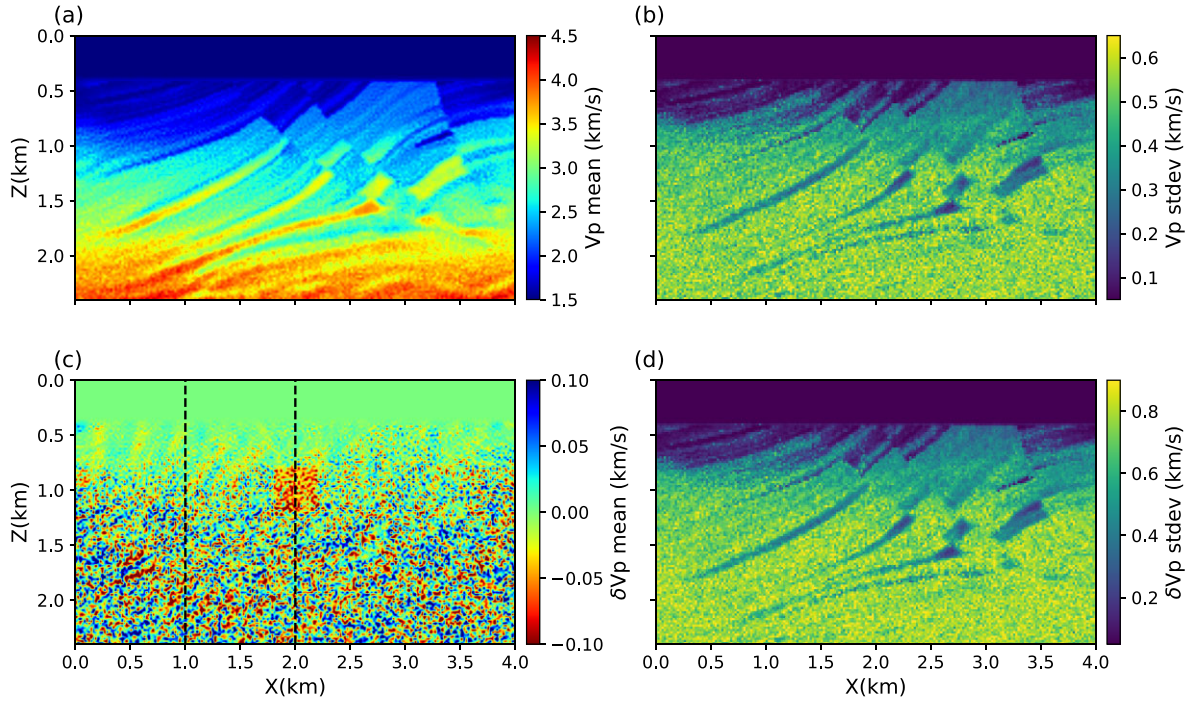 (a)
(b)
0.0
0.5
1.0
1.5
2.0
Z(km)
4.5
4.0
3.5
3.0
2.5
2.0
1.5
Vp mean (km/s)
0.6
0.5
0.4
0.3
0.2
0.1
Vp stdev (km/s)
(c)
(d)
0.0
0.5
1.0
1.5
2.0
Z(km)
0.0 0.5 1.0 1.5 2.0 2.5 3.0 3.5 4.0
X(km)
0.10
0.05
0.00
−0.05
−0.10
δVp mean (km/s)
0.0 0.5 1.0 1.5 2.0 2.5 3.0 3.5 4.0
X(km)
0.8
0.6
0.4
0.2
δVp stdev (km/s)